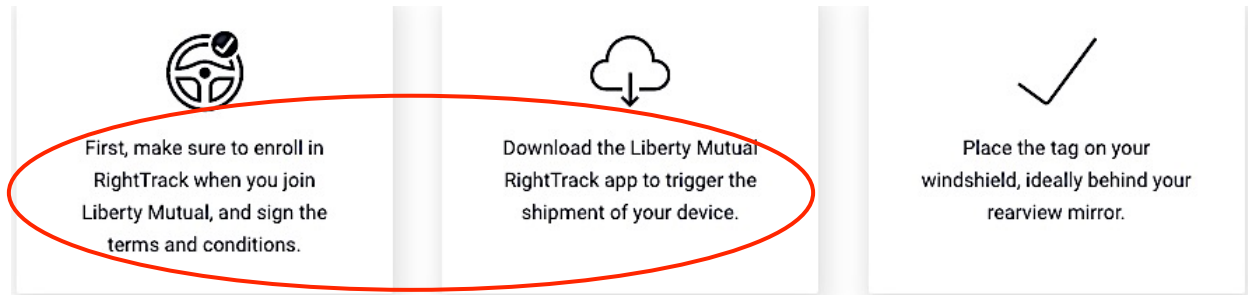 First, make sure to enroll in
RightTrack when you join
Liberty Mutual, and sign the
terms and conditions.
Download the Liberty Mutual
RightTrack app to trigger the
shipment of your device.
Place the tag on your
windshield, ideally behind your
rearview mirror.